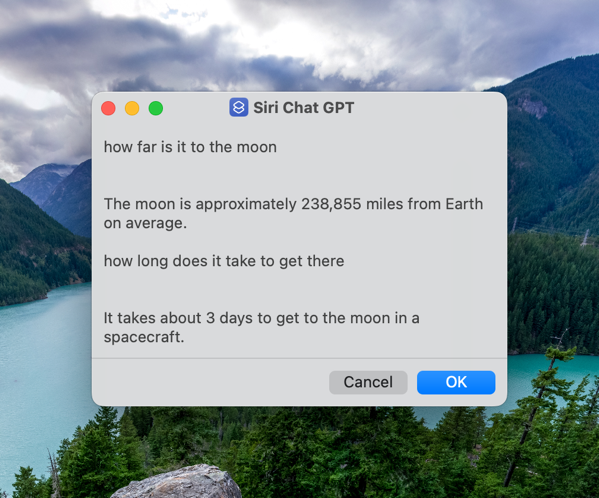 Siri Chat GPT
how far is it to the moon
The moon is approximately 238,855 miles from Earth
on average.
how long does it take to get there
It takes about 3 days to get to the moon in a
spacecraft.
Cancel
OK